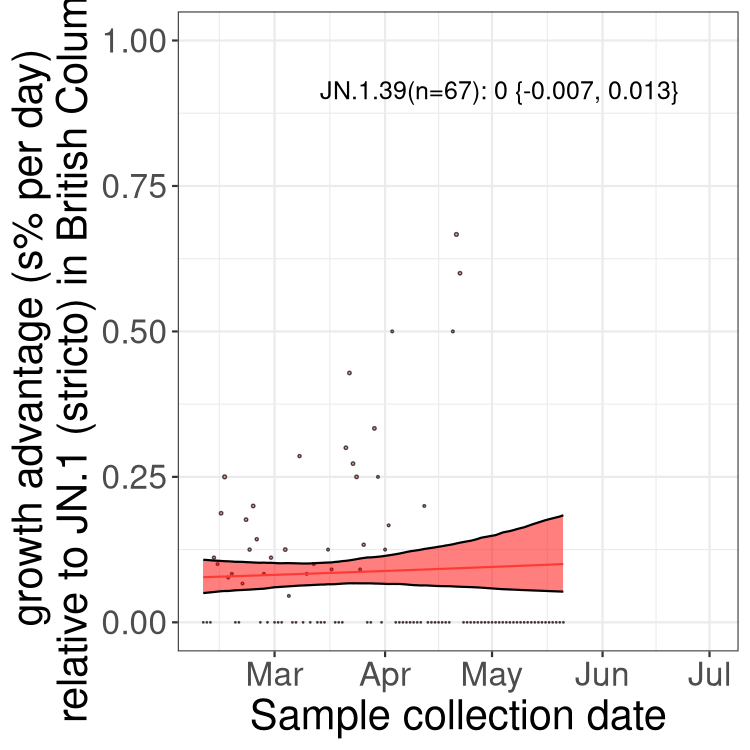 growth advantage (s% per day)
relative to JN.1 (stricto) in British Colum
JN.1.39(n=67): 0 {-0.007, 0.013}
1.00
0.75
0.50
0.25
0.00
Mar Apr May Jun Jul
Sample collection date